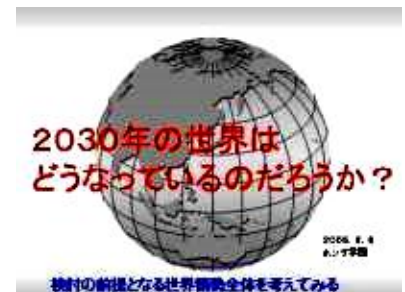 2030年の世界は
どうなっているのだろうか？
検討の前提となる世界情勢全体を考えてみる